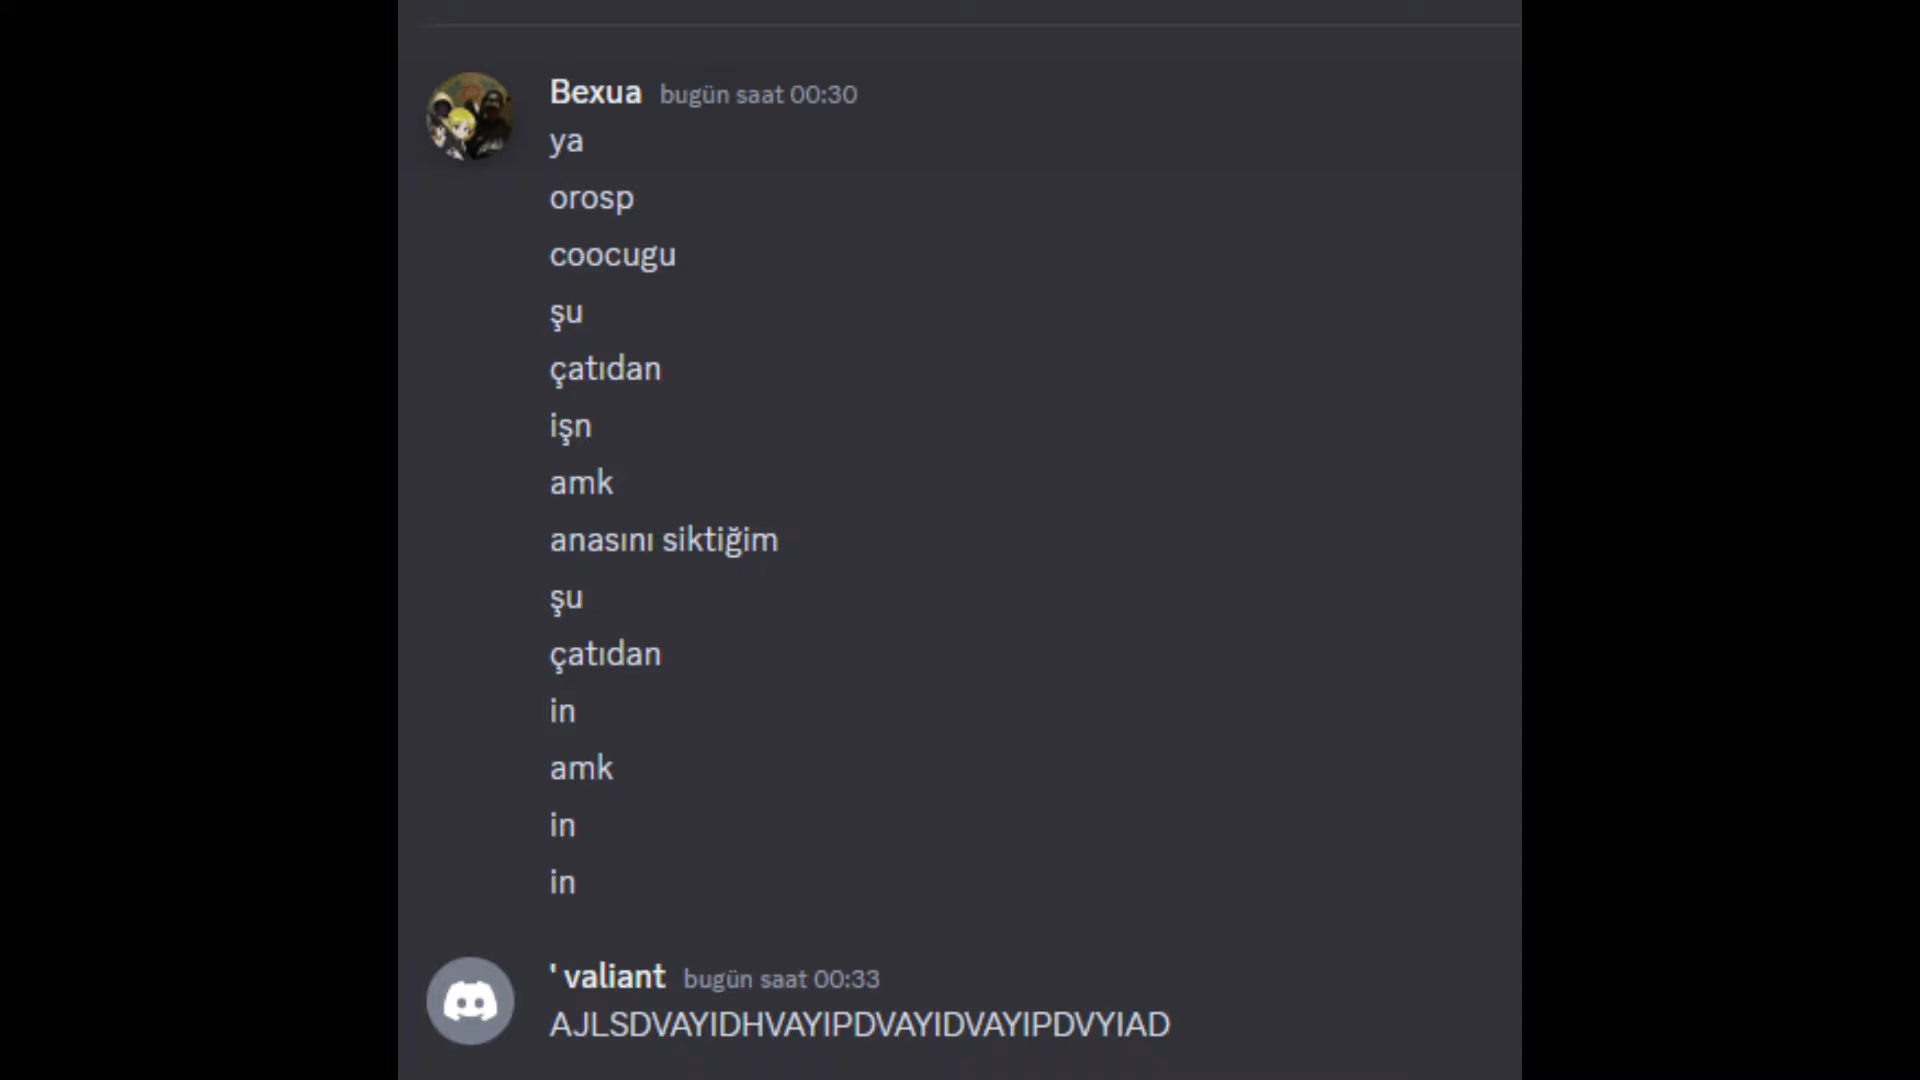 Bexua bugün saat 00:30
ya
orosp
coocugu
şu
çatıdan
işn
amk
anasını siktiğim
şu
çatıdan
in
amk
in
in
' valiant bugün saat 00:33
AJLSDVAYIDHVAYIPDVAYIDVAYIPDVYIAD